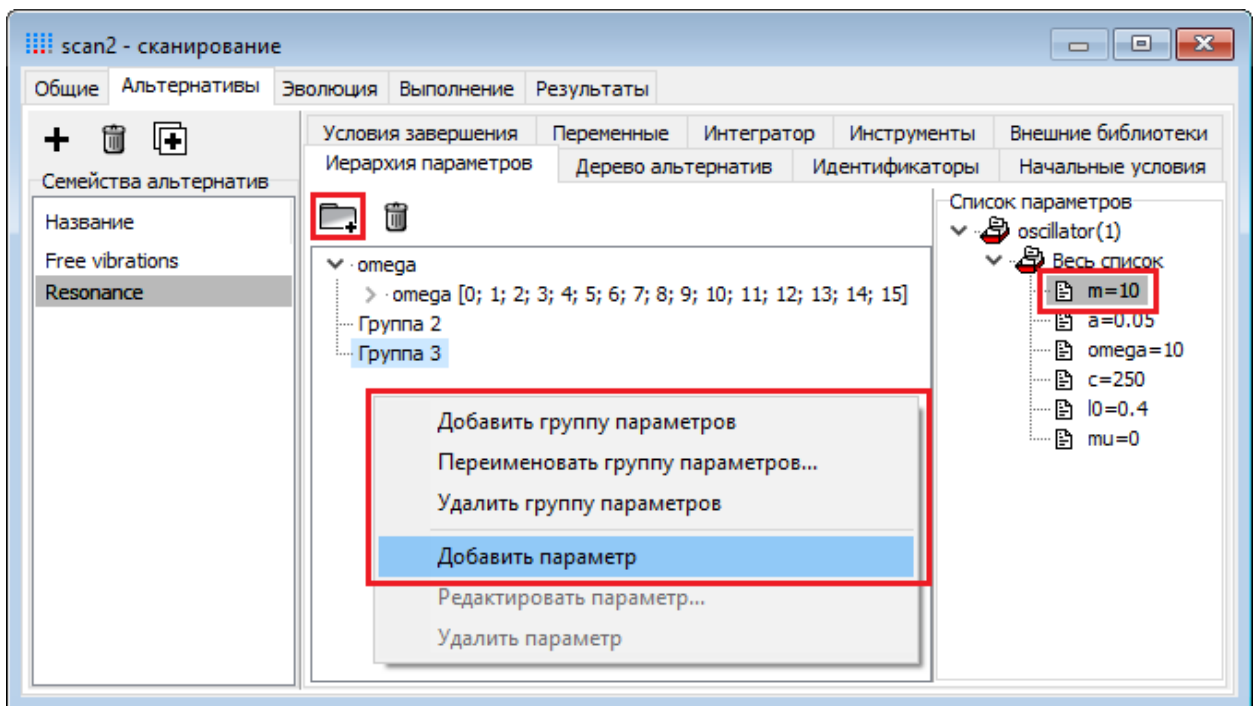 scan2 - сканирование
Общие Альтернативы Эволюция Выполнение Результаты
Семейства альтернатив
Название
Free vibrations
Resonance
Условия завершения Переменные Интегратор Инструменты Внешние библиотеки
Иерархия параметров Дерево альтернатив Идентификаторы Начальные условия
omega
omega [0; 1; 2; 3; 4; 5; 6; 7; 8; 9; 10; 11; 12; 13; 14; 15]
Группа 2
Группа 3
Добавить группу параметров
Переименовать группу параметров...
Удалить группу параметров
Добавить параметр
Редактировать параметр...
Удалить параметр
Список параметров
oscillator(1)
Весь список
m=10
a=0.05
omega=10
c=250
l0=0.4
mu=0